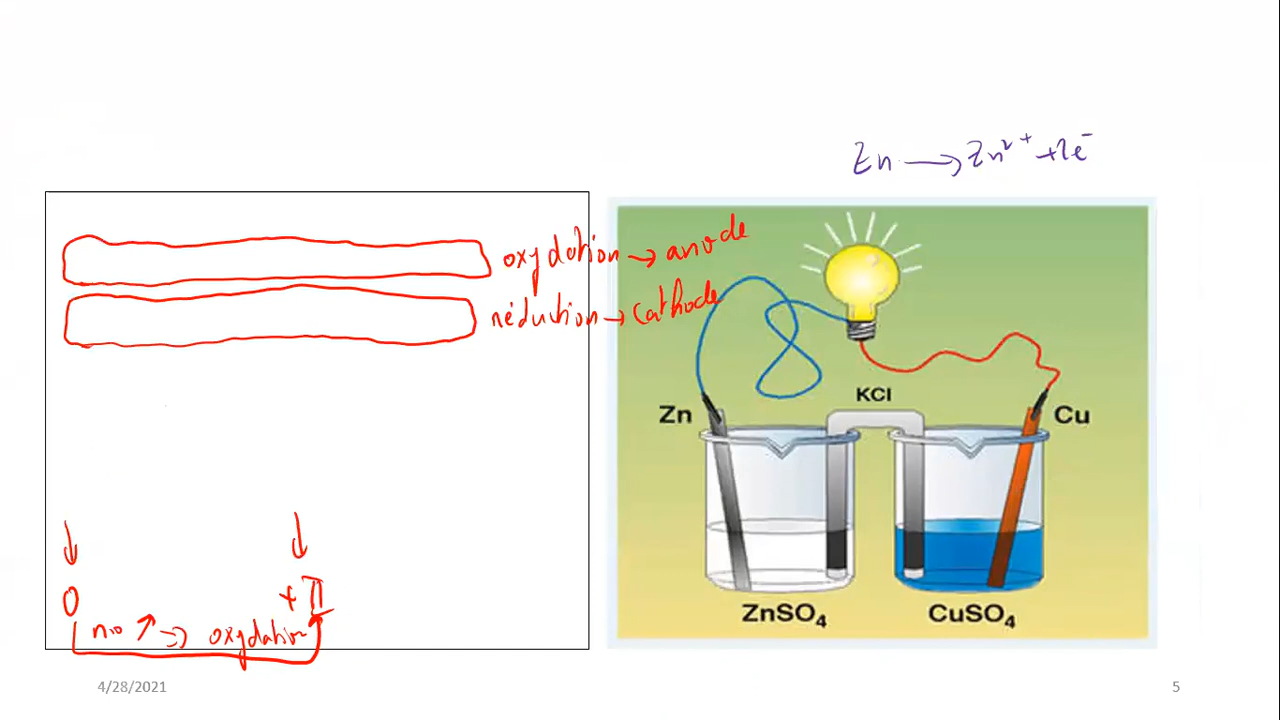 Zn → Zn²⁺ + 2e⁻
oxydation → anode
réduction → cathode
KCl
Zn
Cu
0
+ II
n.o ↗ → oxydation
ZnSO₄
CuSO₄
4/28/2021
5